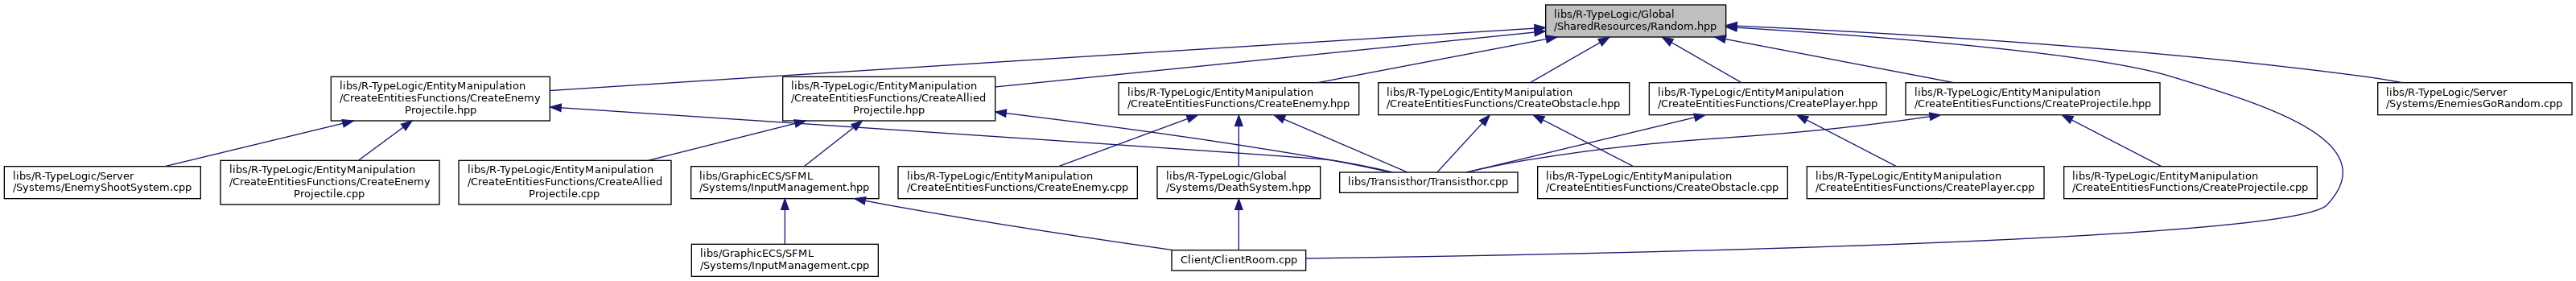 libs/R-TypeLogic/Global
/SharedResources/Random.hpp
libs/R-TypeLogic/EntityManipulation
/CreateEntitiesFunctions/CreateEnemy
Projectile.hpp
libs/R-TypeLogic/EntityManipulation
/CreateEntitiesFunctions/CreateAllied
Projectile.hpp
libs/R-TypeLogic/EntityManipulation
/CreateEntitiesFunctions/CreateEnemy.hpp
libs/R-TypeLogic/EntityManipulation
/CreateEntitiesFunctions/CreateObstacle.hpp
libs/R-TypeLogic/EntityManipulation
/CreateEntitiesFunctions/CreatePlayer.hpp
libs/R-TypeLogic/EntityManipulation
/CreateEntitiesFunctions/CreateProjectile.hpp
libs/R-TypeLogic/Server
/Systems/EnemiesGoRandom.cpp
libs/R-TypeLogic/Server
/Systems/EnemyShootSystem.cpp
libs/R-TypeLogic/EntityManipulation
/CreateEntitiesFunctions/CreateEnemy
Projectile.cpp
libs/R-TypeLogic/EntityManipulation
/CreateEntitiesFunctions/CreateAllied
Projectile.cpp
libs/GraphicECS/SFML
/Systems/InputManagement.hpp
libs/R-TypeLogic/EntityManipulation
/CreateEntitiesFunctions/CreateEnemy.cpp
libs/R-TypeLogic/Global
/Systems/DeathSystem.hpp
libs/Transisthor/Transisthor.cpp
libs/R-TypeLogic/EntityManipulation
/CreateEntitiesFunctions/CreateObstacle.cpp
libs/R-TypeLogic/EntityManipulation
/CreateEntitiesFunctions/CreatePlayer.cpp
libs/R-TypeLogic/EntityManipulation
/CreateEntitiesFunctions/CreateProjectile.cpp
libs/GraphicECS/SFML
/Systems/InputManagement.cpp
Client/ClientRoom.cpp